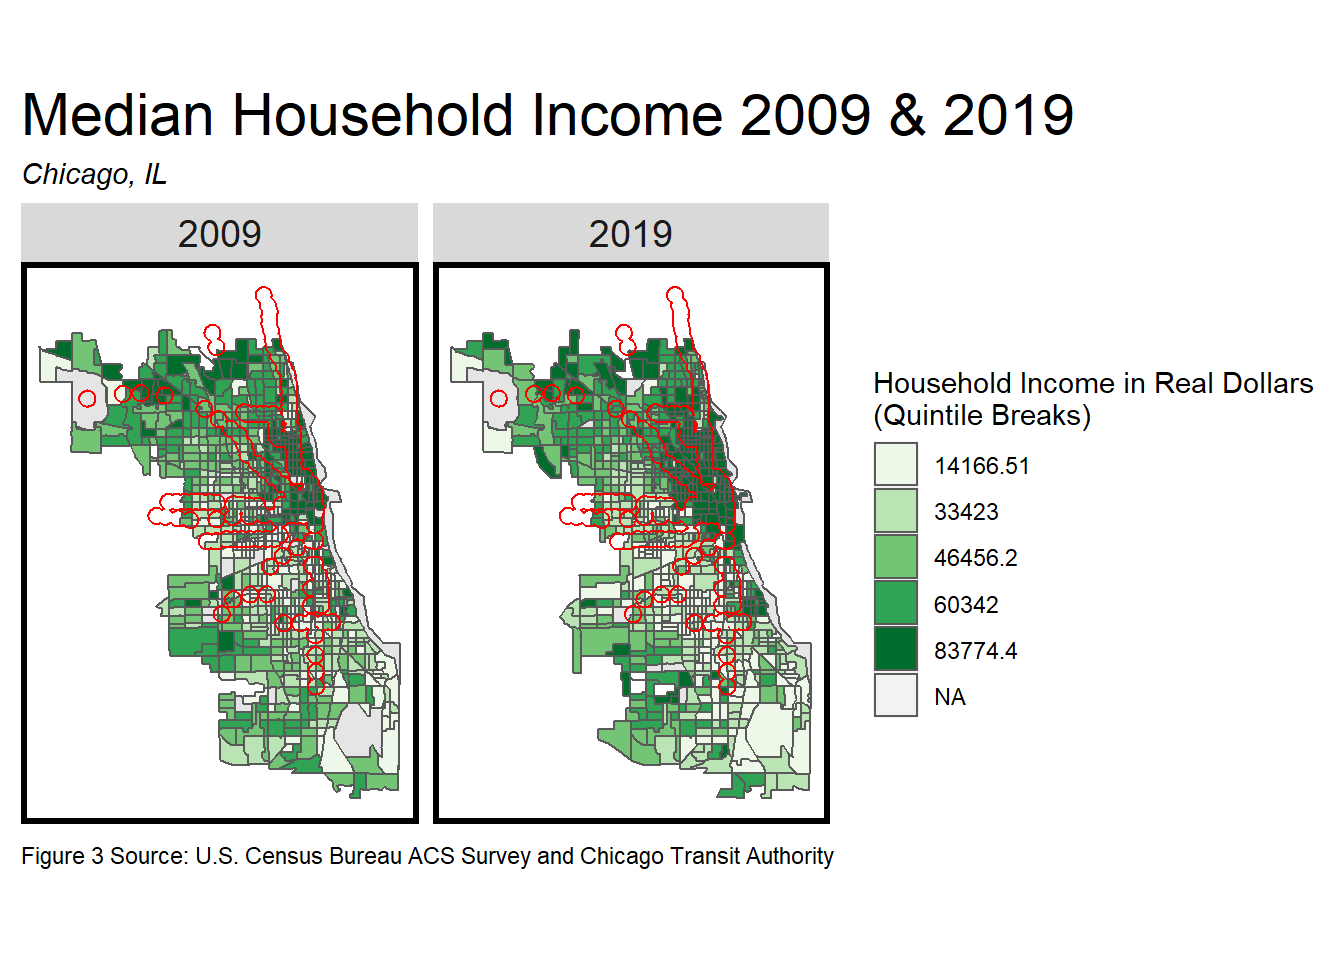 Median Household Income 2009 & 2019
Chicago, IL
2009
2019
Household Income in Real Dollars
(Quintile Breaks)
14166.51
33423
46456.2
60342
83774.4
NA
Figure 3 Source: U.S. Census Bureau ACS Survey and Chicago Transit Authority